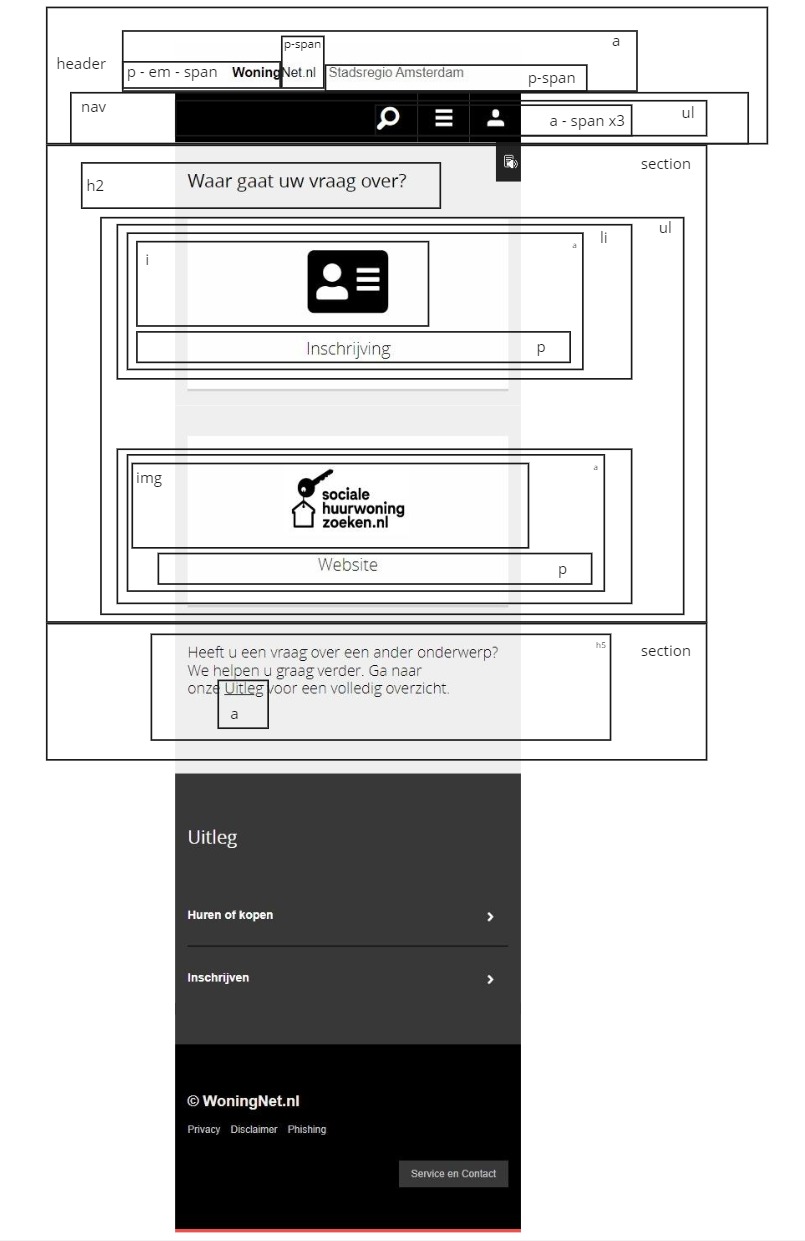 p-span
a
header
p - em - span
WoningNet.nl
Stadsregio Amsterdam
p-span
nav
a - span x3
ul
section
h2
Waar gaat uw vraag over?
ul
li
a
i
Inschrijving
p
a
img
sociale
huurwoning
zoeken.nl
Website
p
section
h5
Heeft u een vraag over een ander onderwerp?
We helpen u graag verder. Ga naar
onze Uitleg voor een volledig overzicht.
a
Uitleg
Huren of kopen
Inschrijven
© WoningNet.nl
Privacy Disclaimer Phishing
Service en Contact